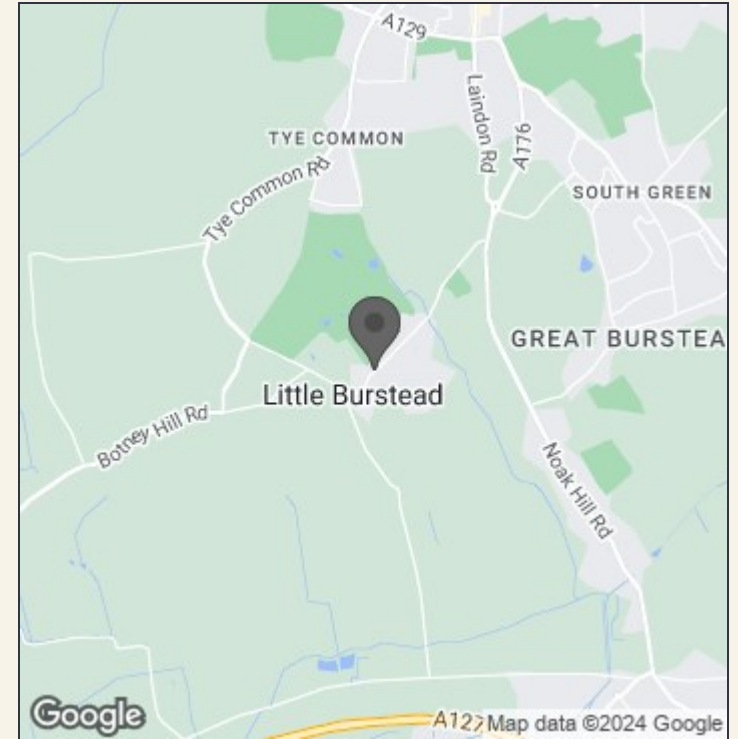 A129
Laindon Rd
A176
TYE COMMON
Tye Common Rd
SOUTH GREEN
GREAT BURSTEA
Little Burstead
Botney Hill Rd
Noak Hill Rd
A127
Google
Map data ©2024 Google